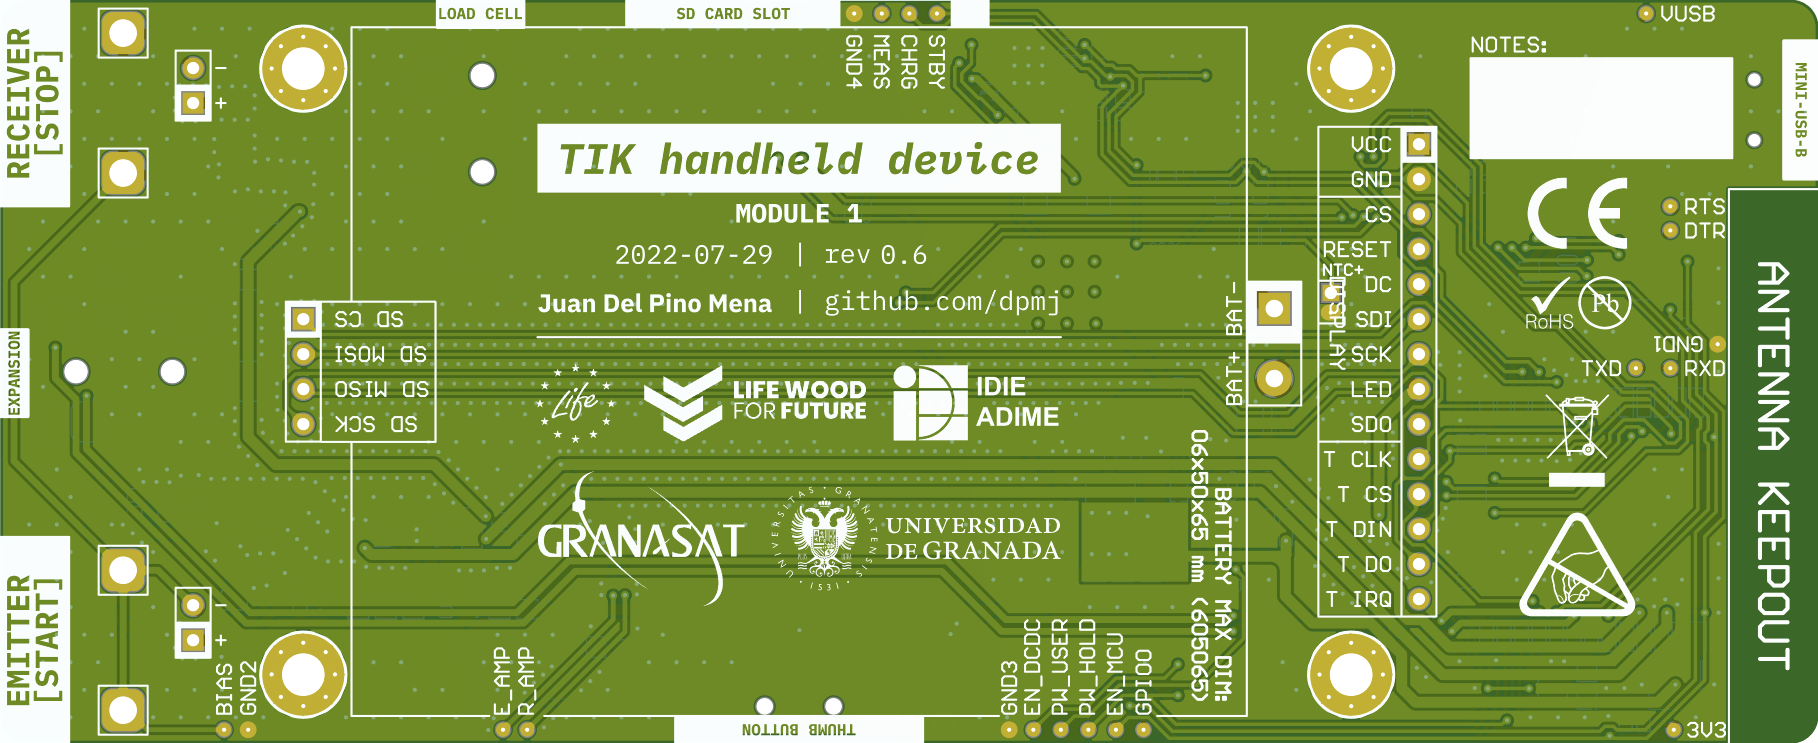 LOAD CELL
SD CARD SLOT
GND4
MEAS
CHRG
STBY
VUSB
NOTES:
MINI-USB-B
RECEIVER
[STOP]
-
+
TIK handheld device
MODULE 1
2022-07-29 | rev 0.6
Juan Del Pino Mena | github.com/dpmj
VCC
GND
CS
RESET
NTC+
DC
SDI
SCK
LED
SDO
T CLK
T CS
T DIN
T DO
T IRQ
DISPLAY
CE
RTS
DTR
RoHS
Pb
GND1
TXD
RXD
ANTENNA KEEPOUT
EXPANSION
SD CS
SD MOSI
SD MISO
SD SCK
BAT-
BAT+
Life
LIFE WOOD
FOR FUTURE
IDIE
ADIME
GRANASAT
UNIVERSITAS · GRANATENSIS · 1531 ·
UNIVERSIDAD
DE GRANADA
BATTERY MAX DIM:
06x50x65 mm (605065)
EMITTER
[START]
-
+
BIAS
GND2
E_AMP
R_AMP
THUMB BUTTON
GND3
EN_DCDC
PW_USER
PW_HOLD
EN_MCU
GPIO0
3V3